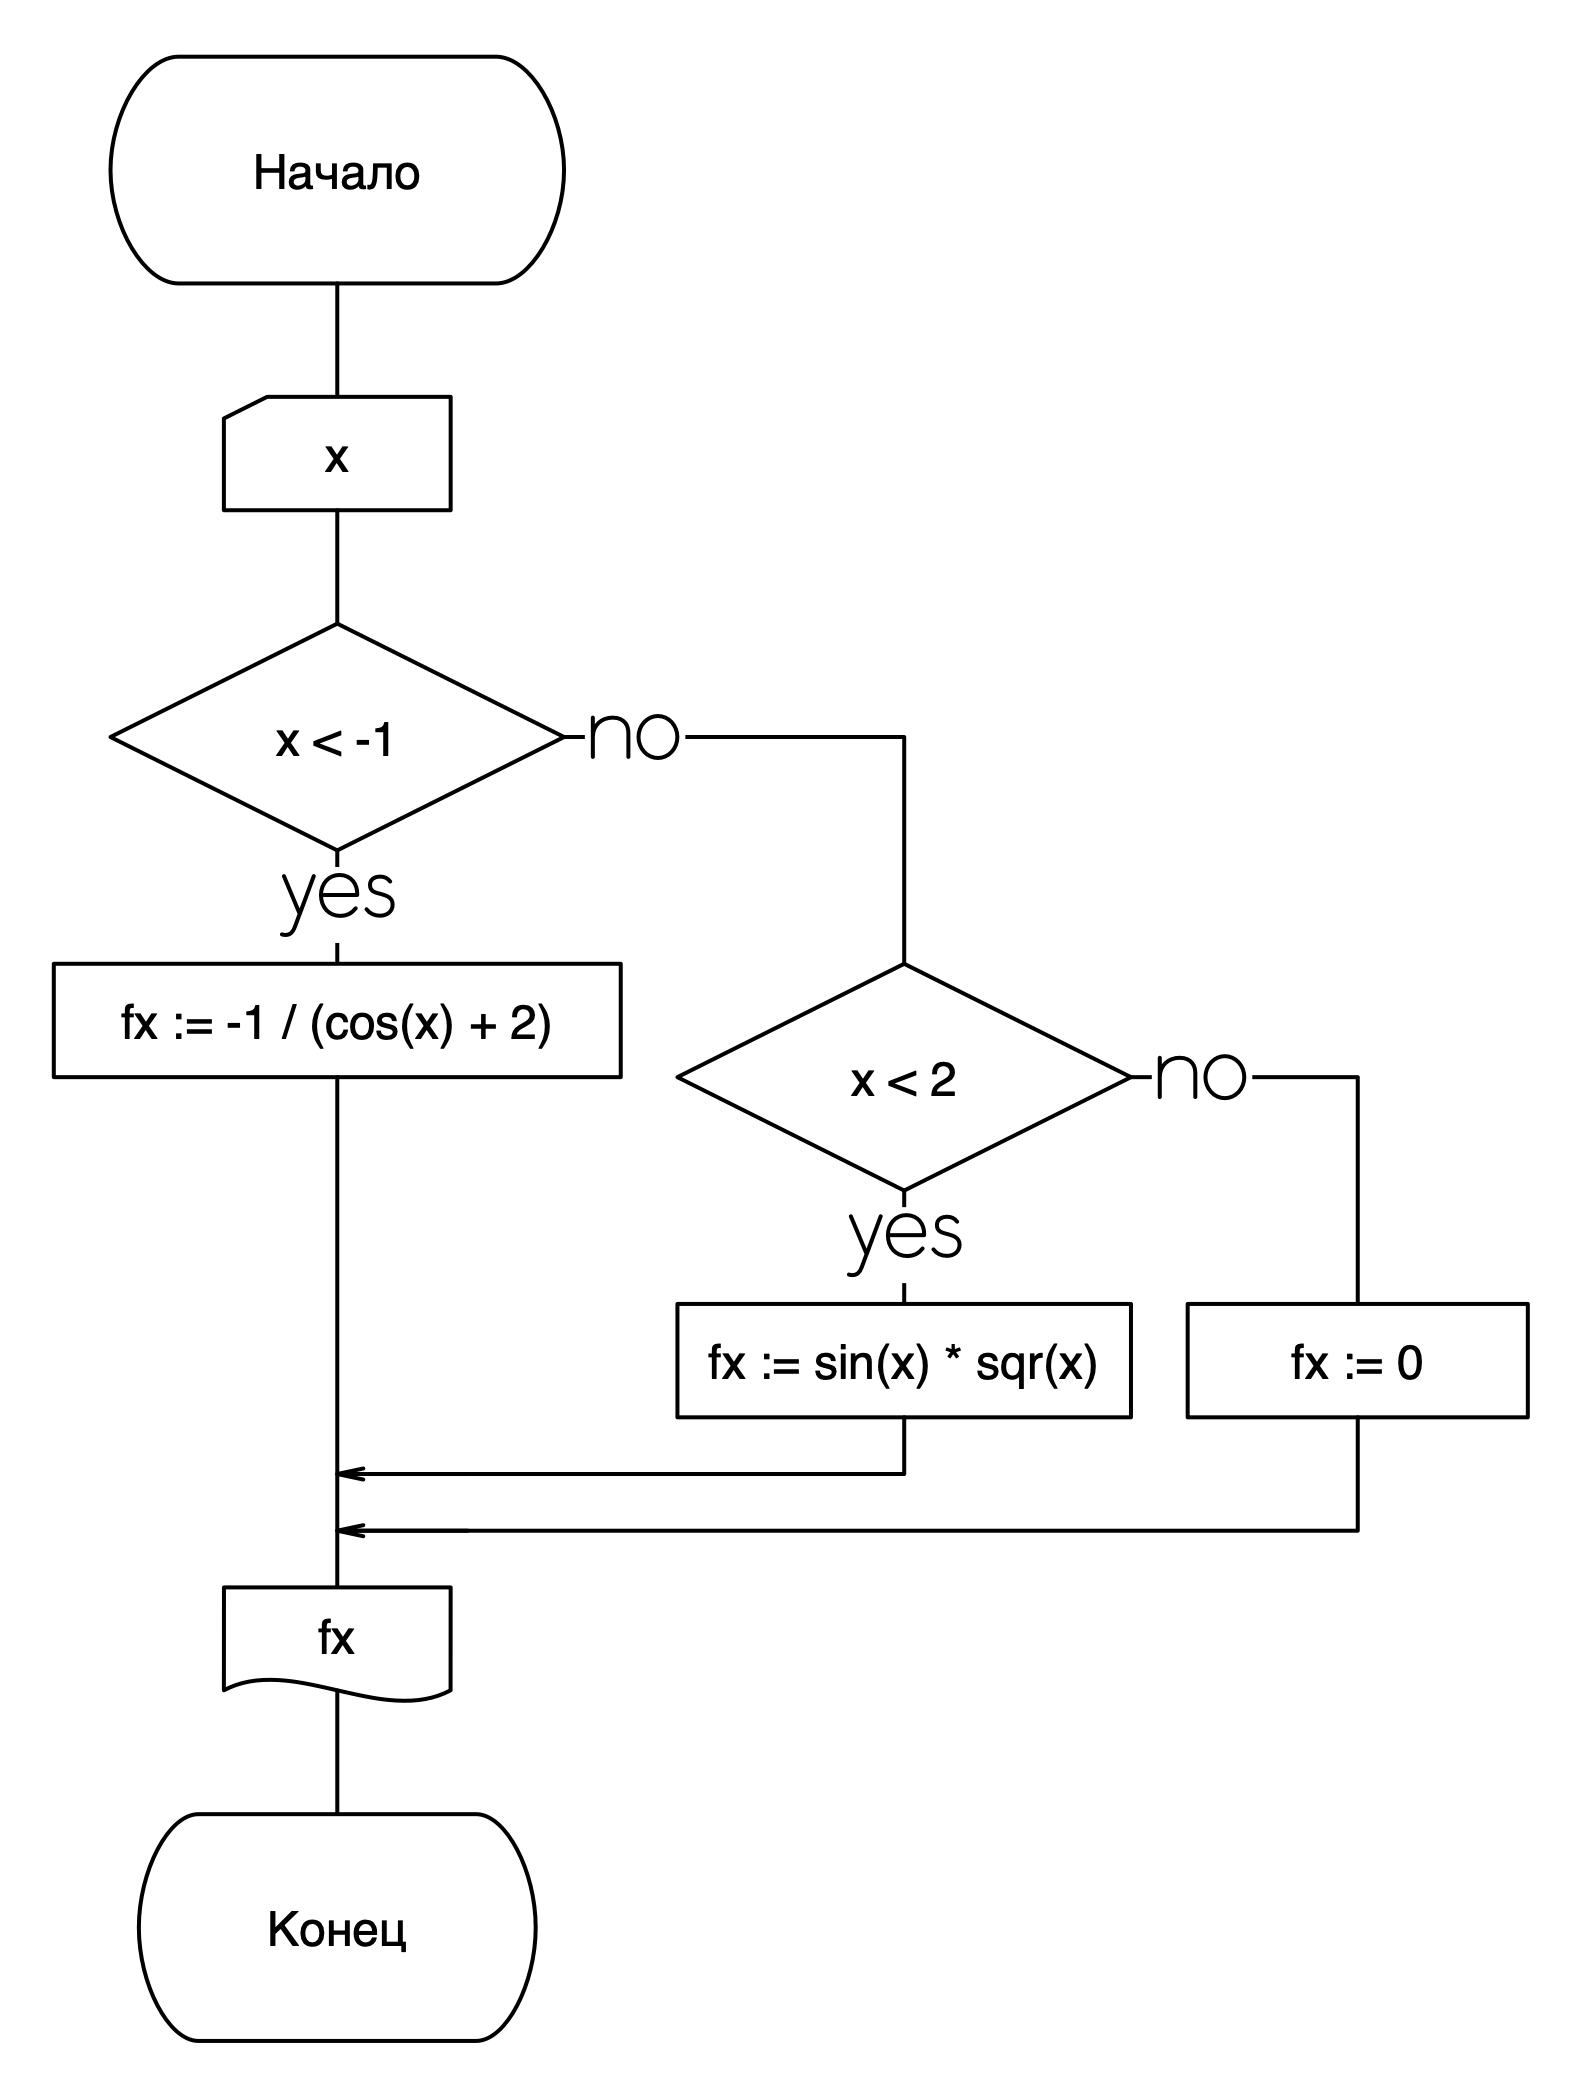 Начало
x
x < -1
no
yes
fx := -1 / (cos(x) + 2)
x < 2
no
yes
fx := sin(x) * sqr(x)
fx := 0
fx
Конец